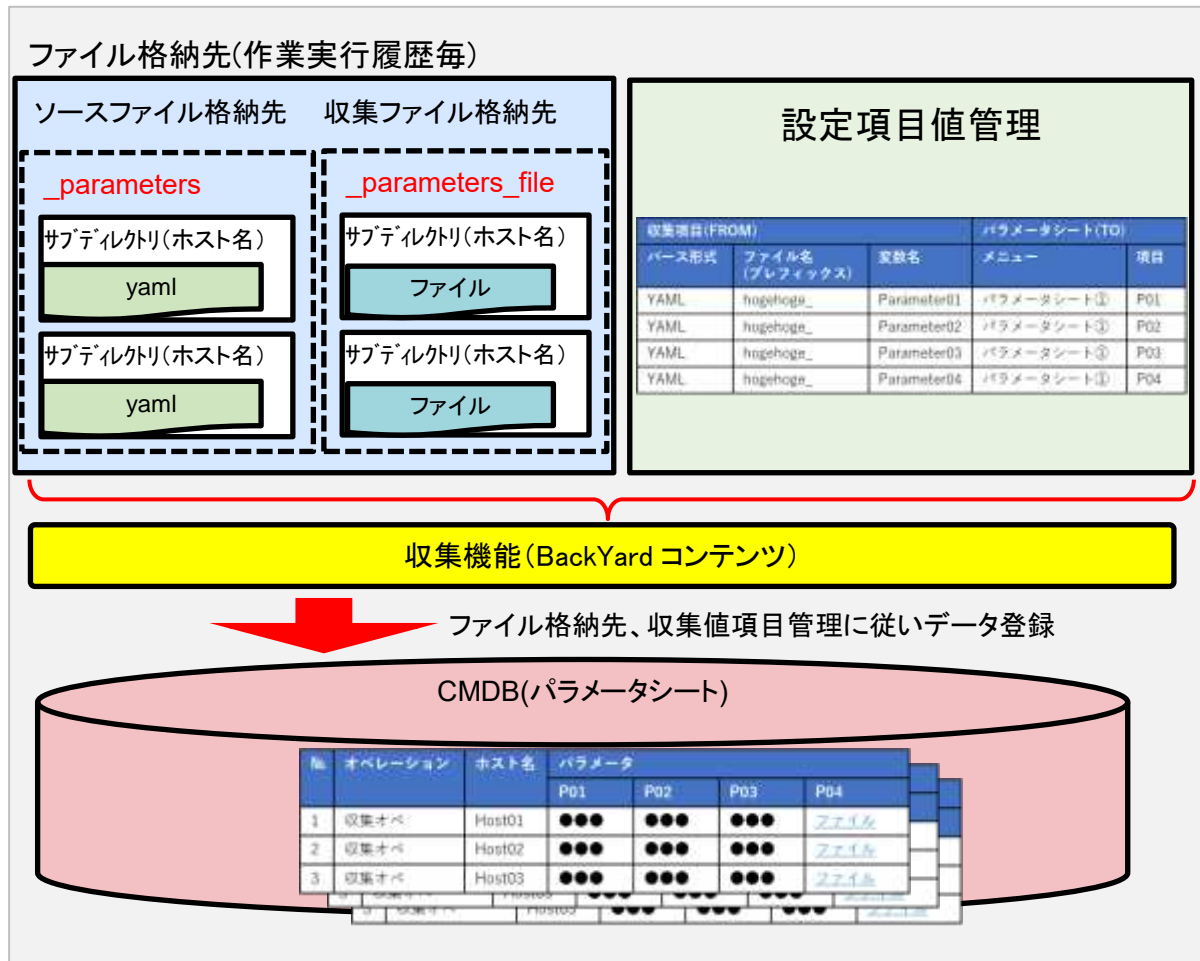 ファイル格納先(作業実行履歴毎)
ソースファイル格納先
収集ファイル格納先
_parameters
サブディレクトリ(ホスト名)
yaml
サブディレクトリ(ホスト名)
yaml
_parameters_file
サブディレクトリ(ホスト名)
ファイル
サブディレクトリ(ホスト名)
ファイル
設定項目値管理
収集項目(FROM) パラメータシート(TO)
パース形式 ファイル名 変数名 メニュー 項目
(プレフィックス)
YAML hogehoge_ Parameter01 パラメータシート① P01
YAML hogehoge_ Parameter02 パラメータシート P02
YAML hogehoge_ Parameter03 パラメータシート P03
YAML hogehoge_ Parameter04 パラメータシート① P04
収集機能(BackYard コンテンツ)
ファイル格納先、収集値項目管理に従いデータ登録
CMDB(パラメータシート)
№ オペレーション ホスト名 パラメータ
P01 P02 P03 P04
1 収集オペ Host01 ●●● ●●● ●●● ファイル
2 収集オペ Host02 ●●● ●●● ●●● ファイル
3 収集オペ Host03 ●●● ●●● ●●● ファイル